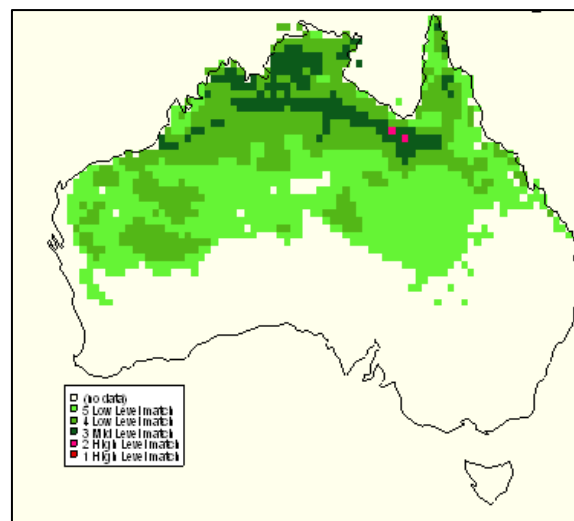 (no data)
5 Low Level match
4 Low Level match
3 Mid Level match
2 High Level match
1 High Level match